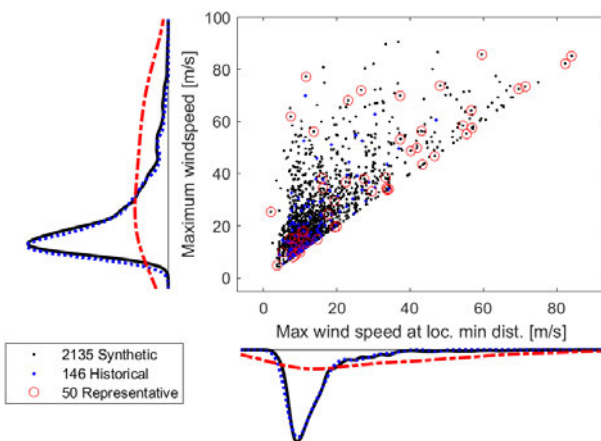 100
80
60
40
20
0
Maximum windspeed [m/s]
0 20 40 60 80
Max wind speed at loc. min dist. [m/s]
2135 Synthetic
146 Historical
50 Representative